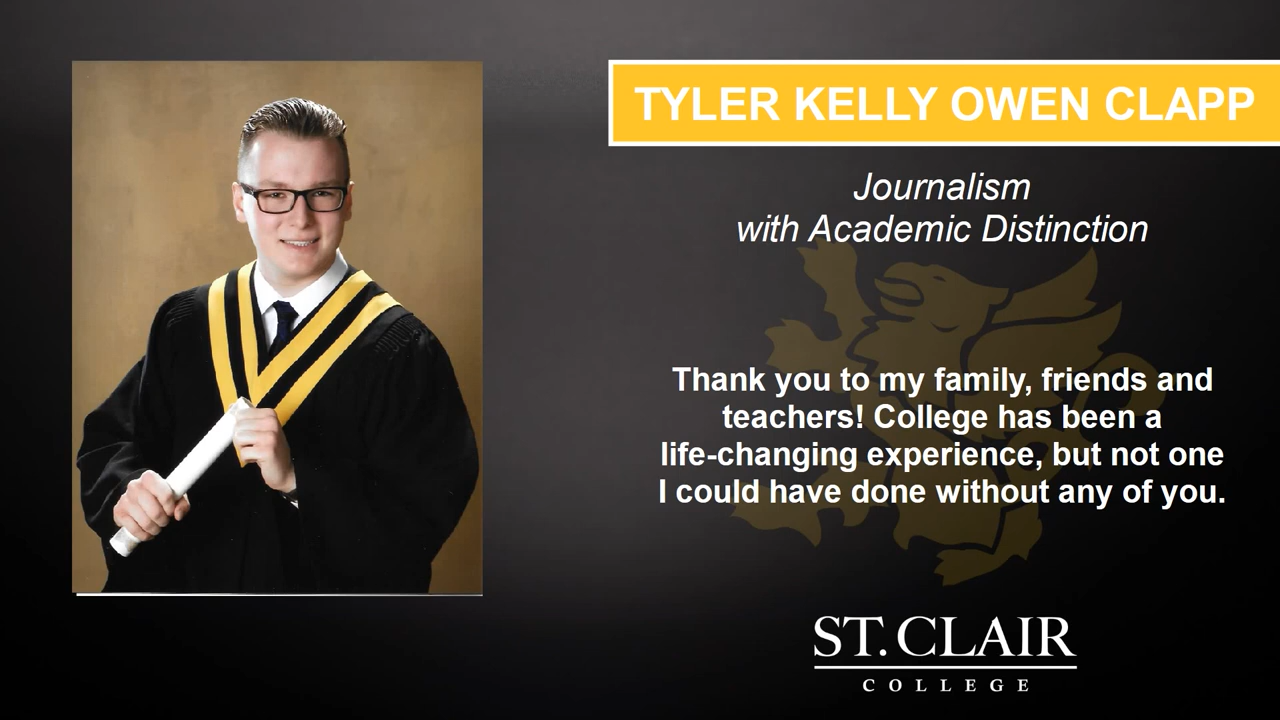 TYLER KELLY OWEN CLAPP
Journalism
with Academic Distinction
Thank you to my family, friends and
teachers! College has been a
life-changing experience, but not one
I could have done without any of you.
ST. CLAIR
COLLEGE